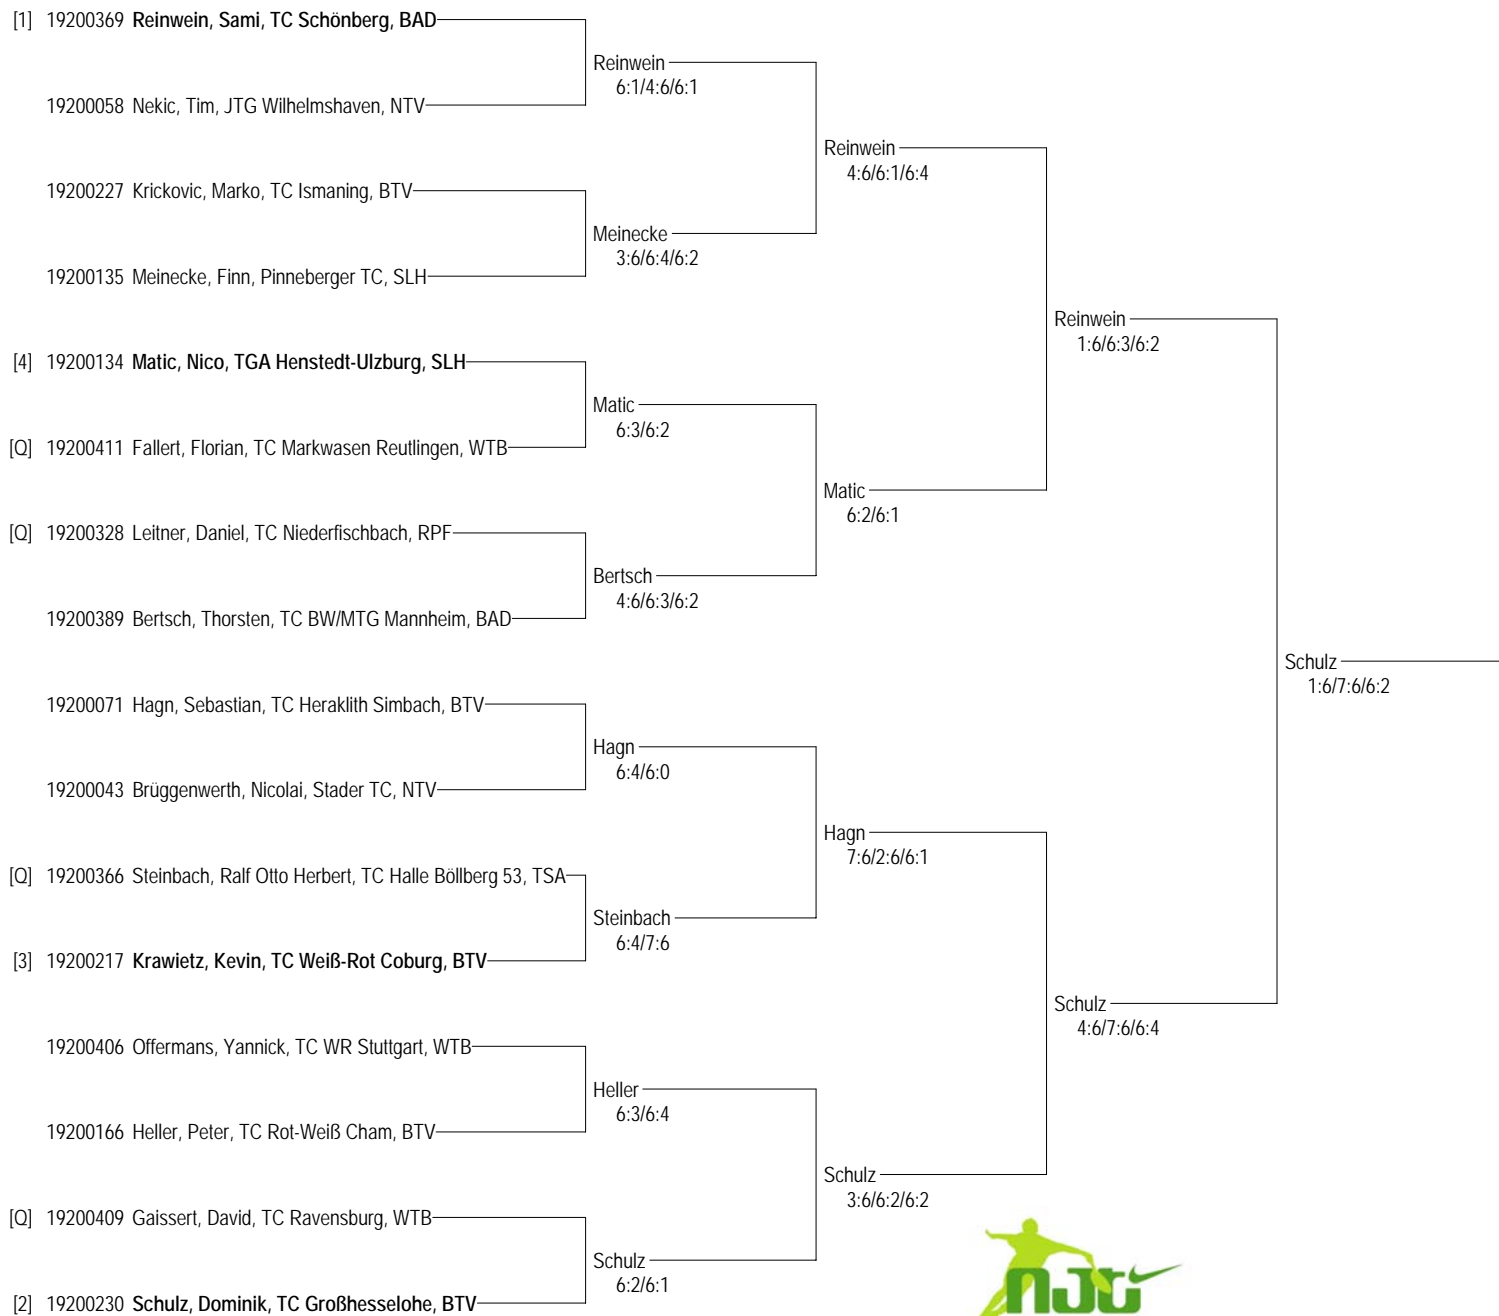 [1] 19200369 Reinwein, Sami, TC Schönberg, BAD
Reinwein
6:1/4:6/6:1
19200058 Nekic, Tim, JTG Wilhelmshaven, NTV
Reinwein
4:6/6:1/6:4
19200227 Krickovic, Marko, TC Ismaning, BTV
Meinecke
3:6/6:4/6:2
19200135 Meinecke, Finn, Pinneberger TC, SLH
Reinwein
1:6/6:3/6:2
[4] 19200134 Matic, Nico, TGA Henstedt-Ulzburg, SLH
Matic
6:3/6:2
[Q] 19200411 Fallert, Florian, TC Markwasen Reutlingen, WTB
Matic
6:2/6:1
[Q] 19200328 Leitner, Daniel, TC Niederfischbach, RPF
Bertsch
4:6/6:3/6:2
19200389 Bertsch, Thorsten, TC BW/MTG Mannheim, BAD
Schulz
1:6/7:6/6:2
19200071 Hagn, Sebastian, TC Heraklith Simbach, BTV
Hagn
6:4/6:0
19200043 Brüggenwerth, Nicolai, Stader TC, NTV
Hagn
7:6/2:6/6:1
[Q] 19200366 Steinbach, Ralf Otto Herbert, TC Halle Böllberg 53, TSA
Steinbach
6:4/7:6
[3] 19200217 Krawietz, Kevin, TC Weiß-Rot Coburg, BTV
Schulz
4:6/7:6/6:4
19200406 Offermans, Yannick, TC WR Stuttgart, WTB
Heller
6:3/6:4
19200166 Heller, Peter, TC Rot-Weiß Cham, BTV
Schulz
3:6/6:2/6:2
[Q] 19200409 Gaissert, David, TC Ravensburg, WTB
Schulz
6:2/6:1
[2] 19200230 Schulz, Dominik, TC Großhesselohe, BTV
njt